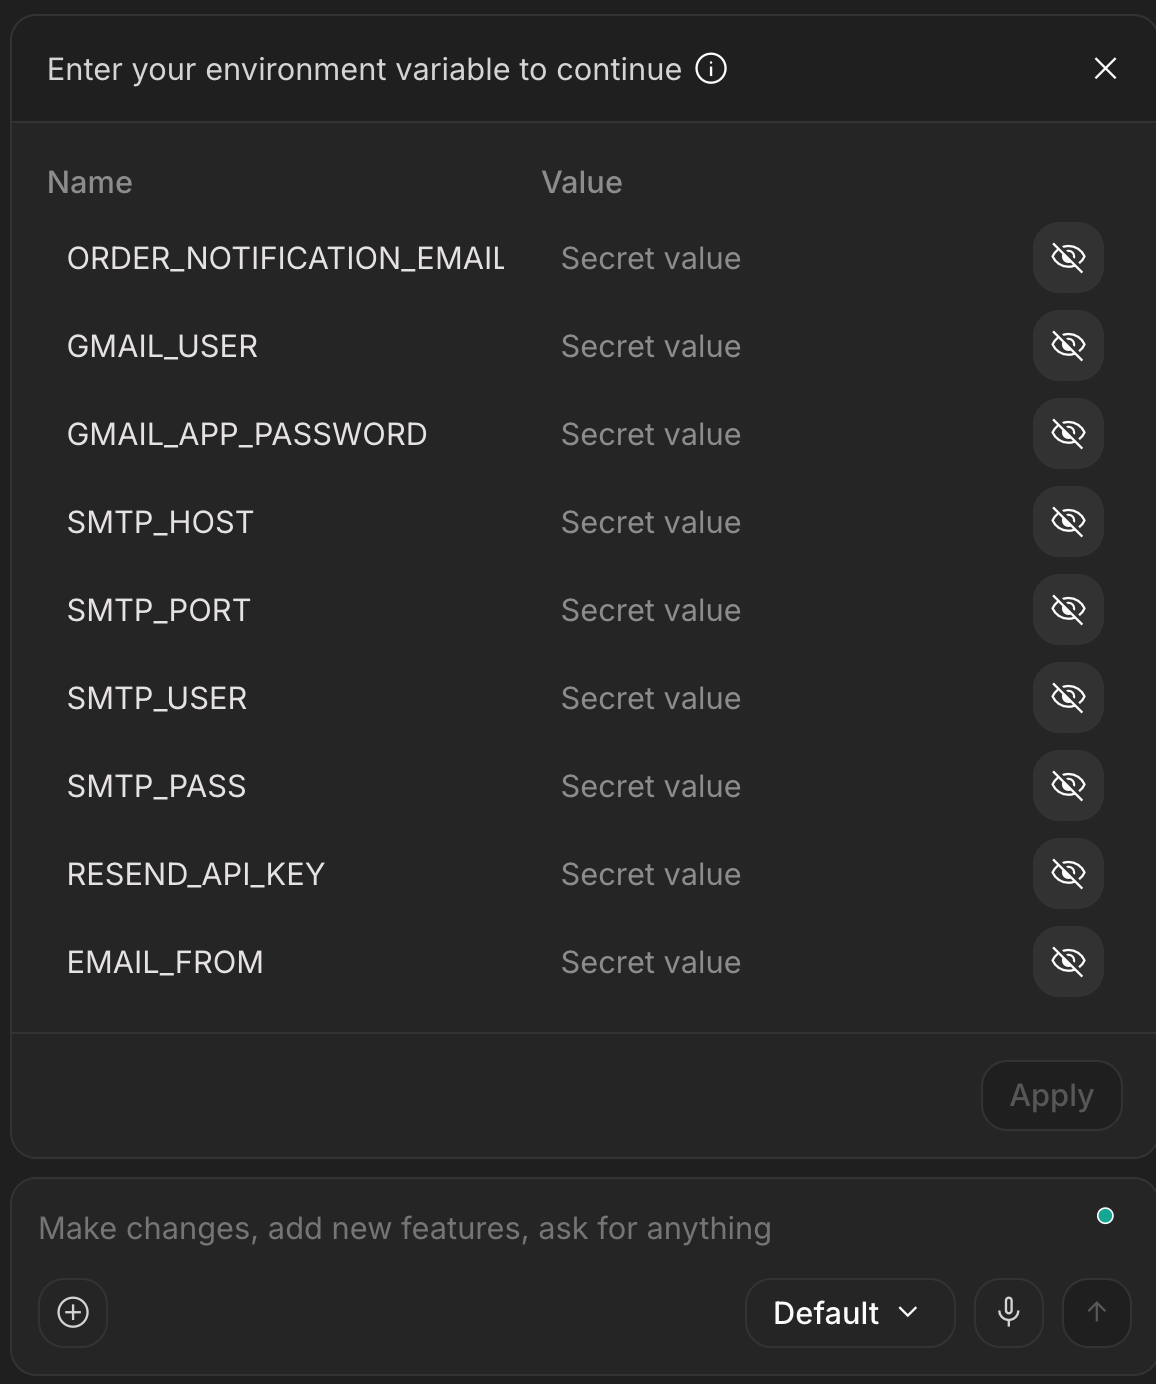 Enter your environment variable to continue
Name Value
ORDER_NOTIFICATION_EMAIL Secret value
GMAIL_USER Secret value
GMAIL_APP_PASSWORD Secret value
SMTP_HOST Secret value
SMTP_PORT Secret value
SMTP_USER Secret value
SMTP_PASS Secret value
RESEND_API_KEY Secret value
EMAIL_FROM Secret value
Apply
Make changes, add new features, ask for anything
Default